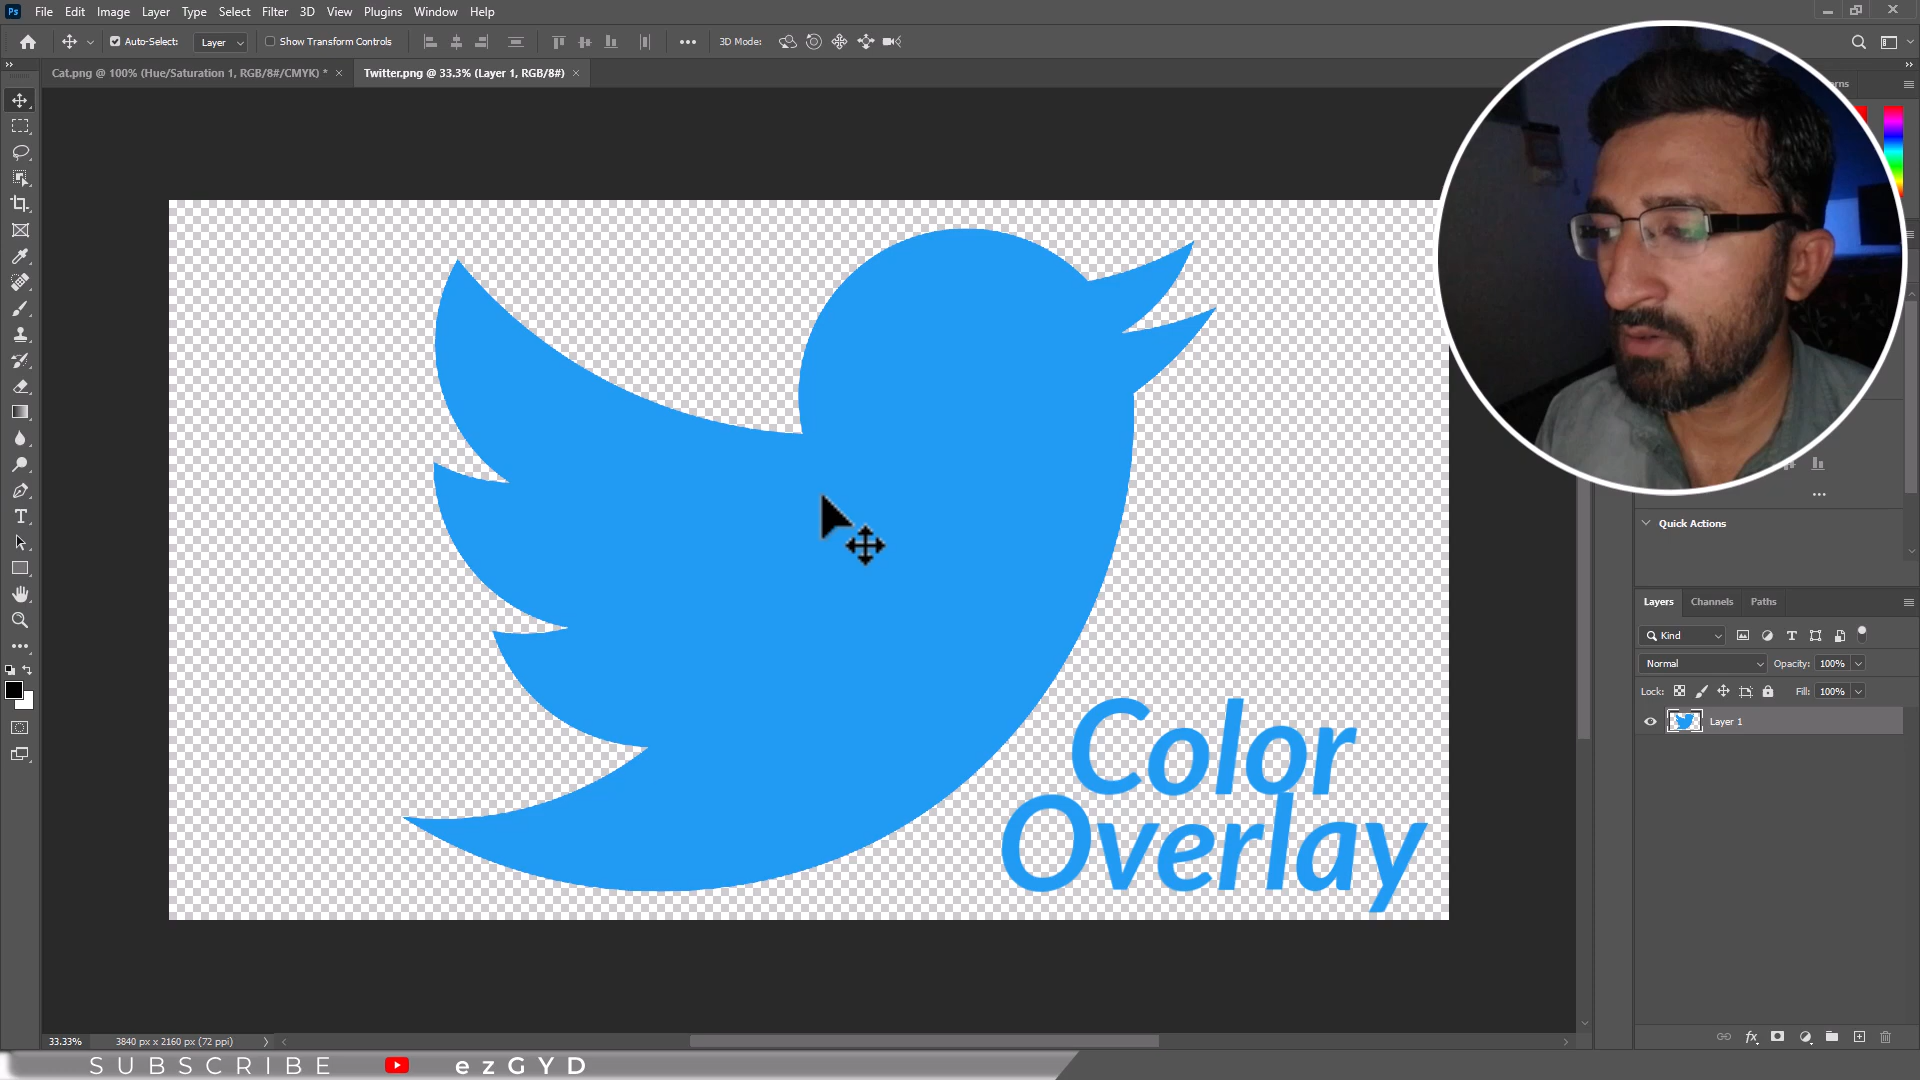 Ps File Edit Image Layer Type Select Filter 3D View Plugins Window Help
Auto-Select: Layer Show Transform Controls 3D Mode:
Cat.png @ 100% (Hue/Saturation 1, RGB/8#/CMYK) * × Twitter.png @ 33.3% (Layer 1, RGB/8#) ×
Quick Actions
Layers Channels Paths
Kind
Normal Opacity: 100%
Lock: Fill: 100%
Layer 1
Color
Overlay
33.33% 3840 px x 2160 px (72 ppi)
SUBSCRIBE ezGYD